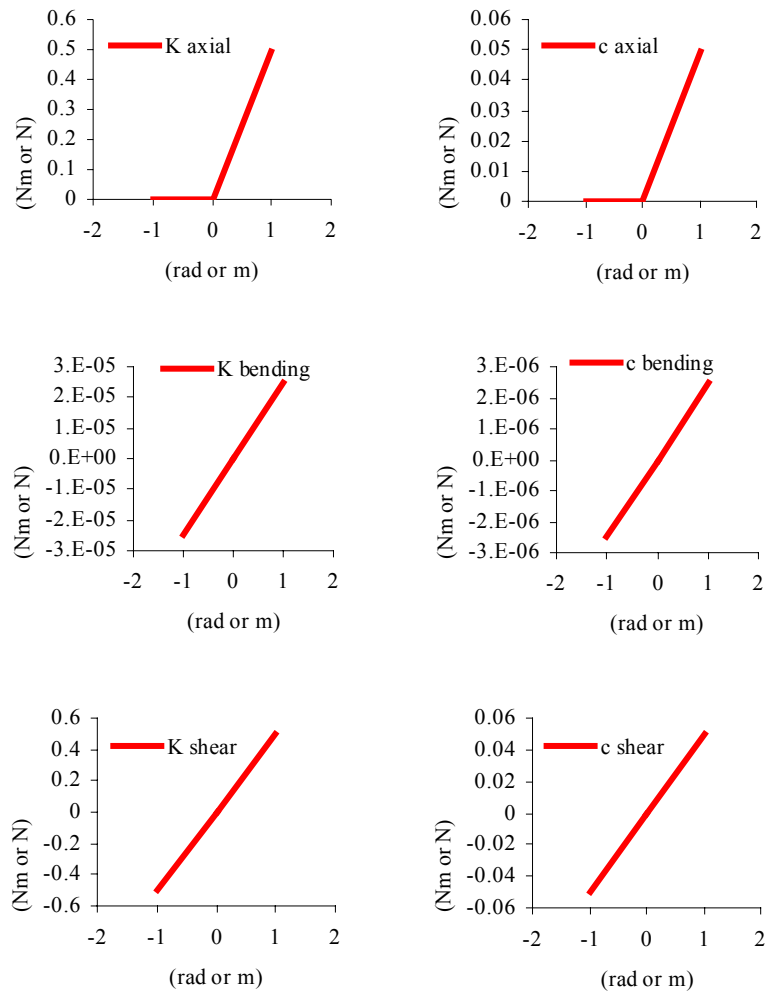 0.6
0.5
0.4
0.3
0.2
0.1
0
K axial
(Nm or N)
-2 -1 0 1 2
(rad or m)
0.06
0.05
0.04
0.03
0.02
0.01
0
c axial
(Nm or N)
-2 -1 0 1 2
(rad or m)
3.E-05
2.E-05
1.E-05
0.E+00
-1.E-05
-2.E-05
-3.E-05
K bending
(Nm or N)
-2 -1 0 1 2
(rad or m)
3.E-06
2.E-06
1.E-06
0.E+00
-1.E-06
-2.E-06
-3.E-06
c bending
(Nm or N)
-2 -1 0 1 2
(rad or m)
0.6
0.4
0.2
0
-0.2
-0.4
-0.6
K shear
(Nm or N)
-2 -1 0 1 2
(rad or m)
0.06
0.04
0.02
0
-0.02
-0.04
-0.06
c shear
(Nm or N)
-2 -1 0 1 2
(rad or m)